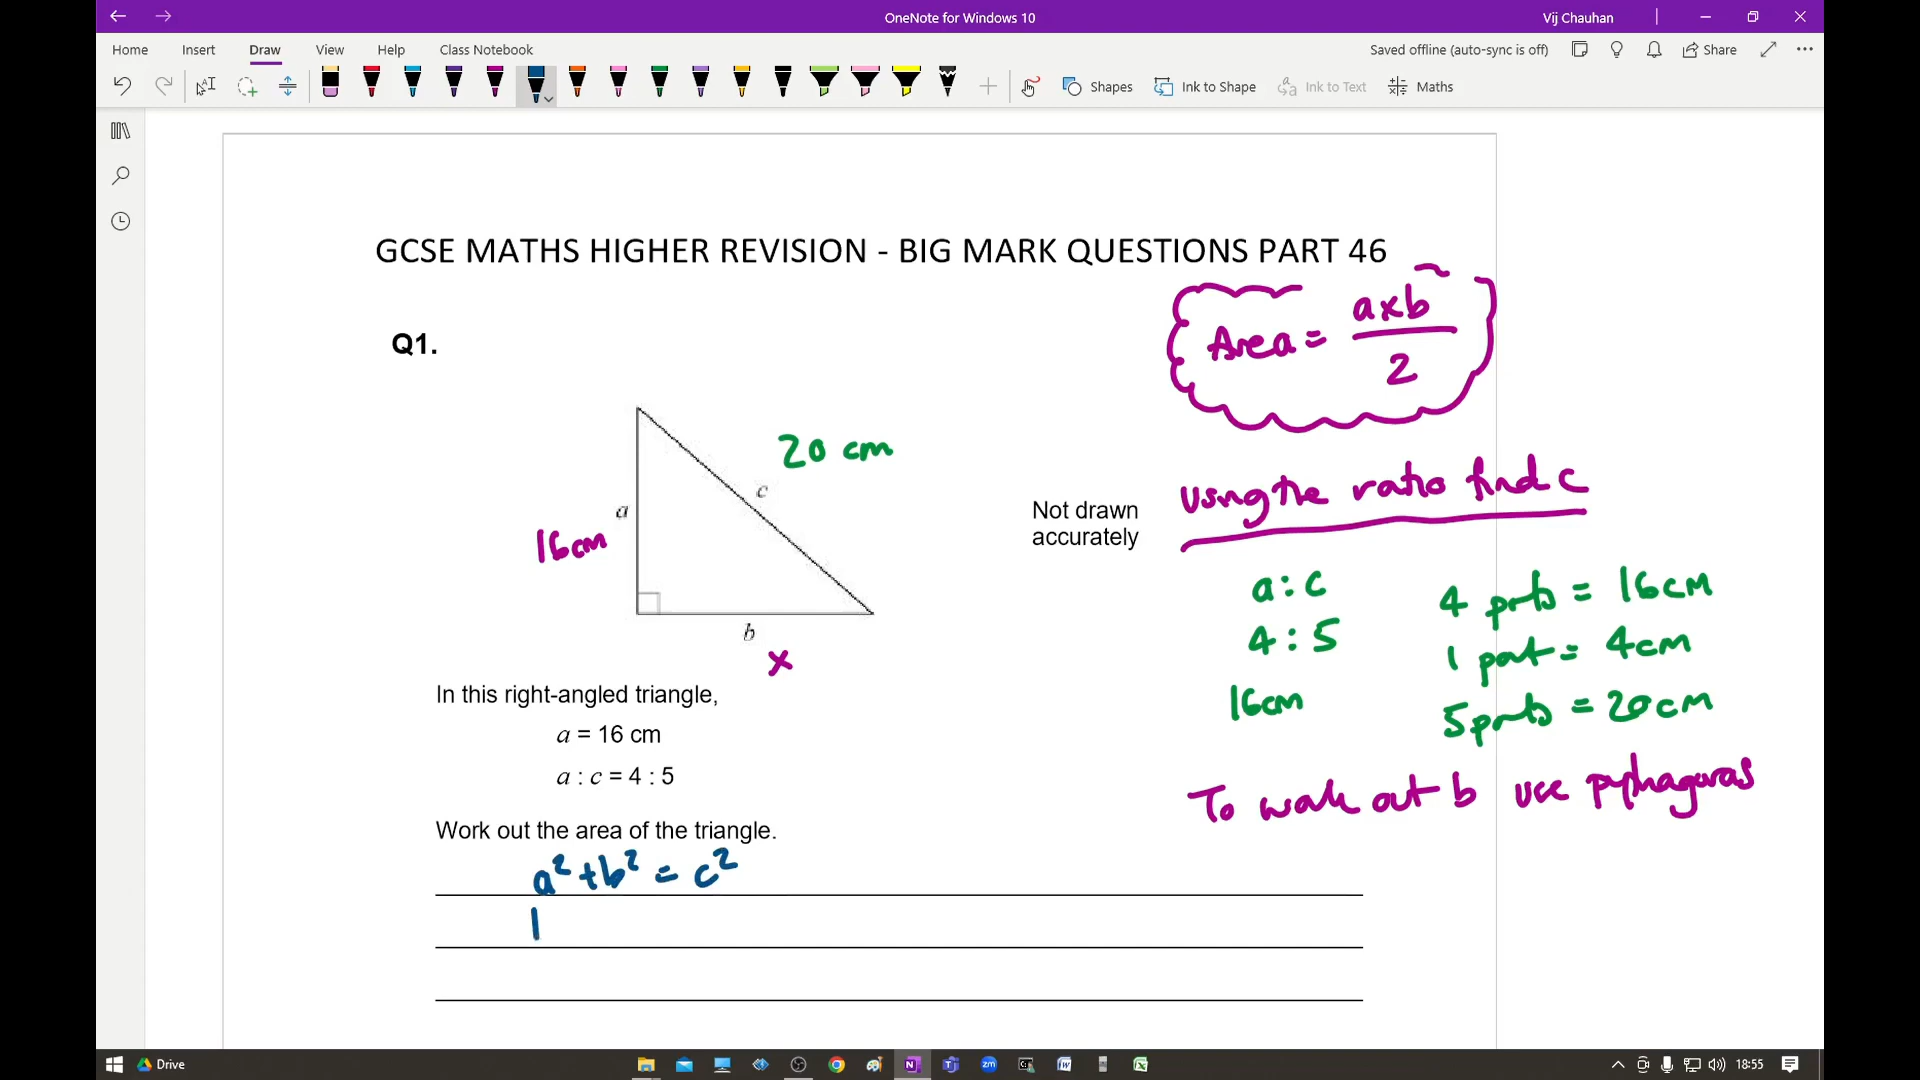 OneNote for Windows 10
Vij Chauhan
Home Insert Draw View Help Class Notebook
Saved offline (auto-sync is off) Share
Shapes Ink to Shape Ink to Text Maths
GCSE MATHS HIGHER REVISION - BIG MARK QUESTIONS PART 46
Area = a×b / 2
Q1.
20 cm
c
a
16cm
b
x
Not drawn
accurately
Using the ratio find c
a : c
4 : 5
16cm
4 parts = 16cm
1 part = 4cm
5 parts = 20cm
To work out b use pythagoras
In this right-angled triangle,
a = 16 cm
a : c = 4 : 5
Work out the area of the triangle.
a² + b² = c²
1
Drive
18:55